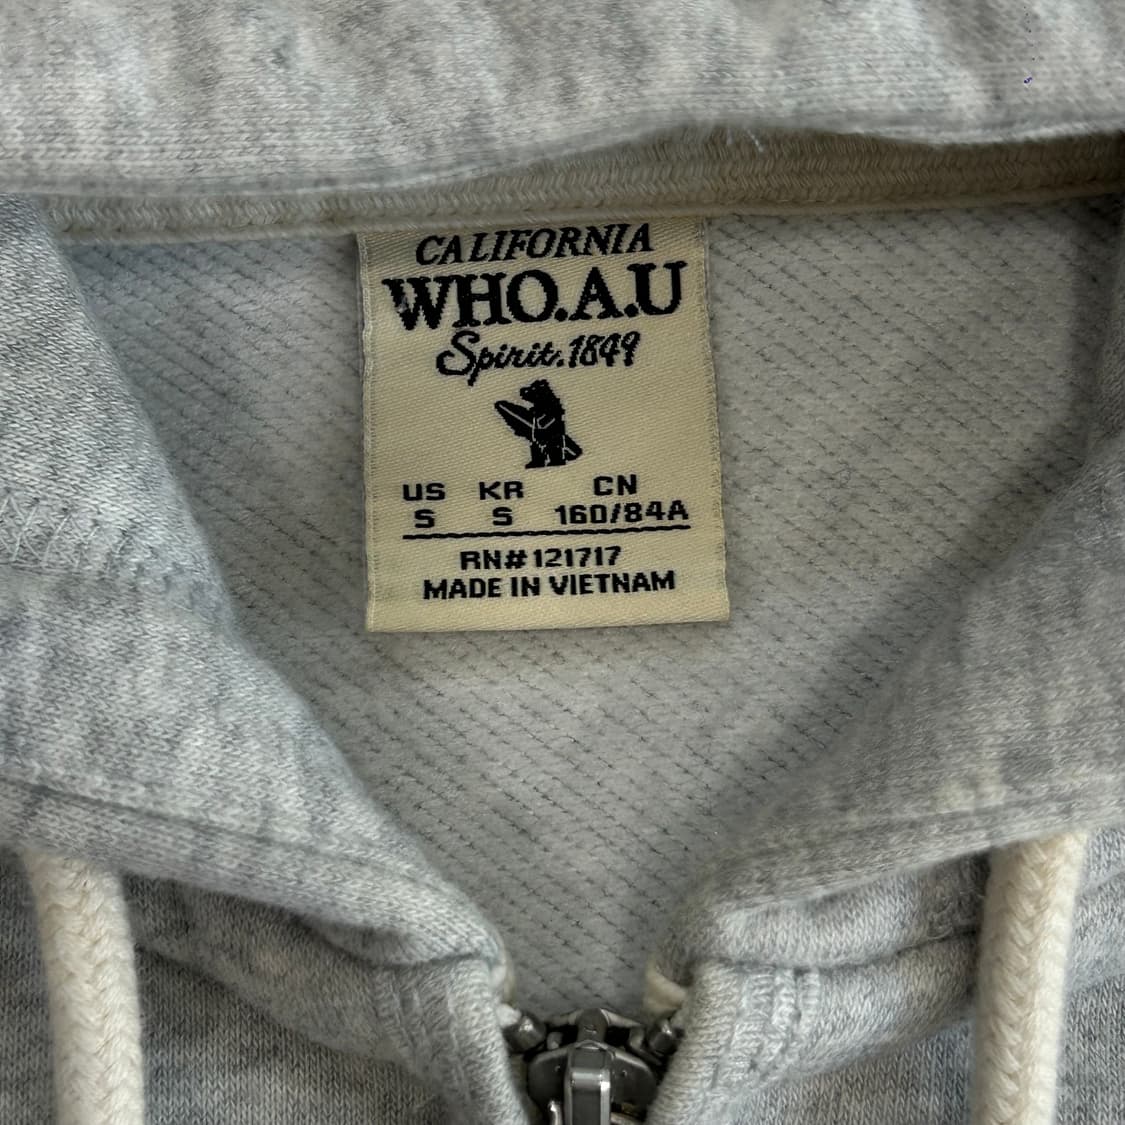 CALIFORNIA
WHO.A.U
Spirit.1849
US KR CN
S S 160/84A
RN#121717
MADE IN VIETNAM